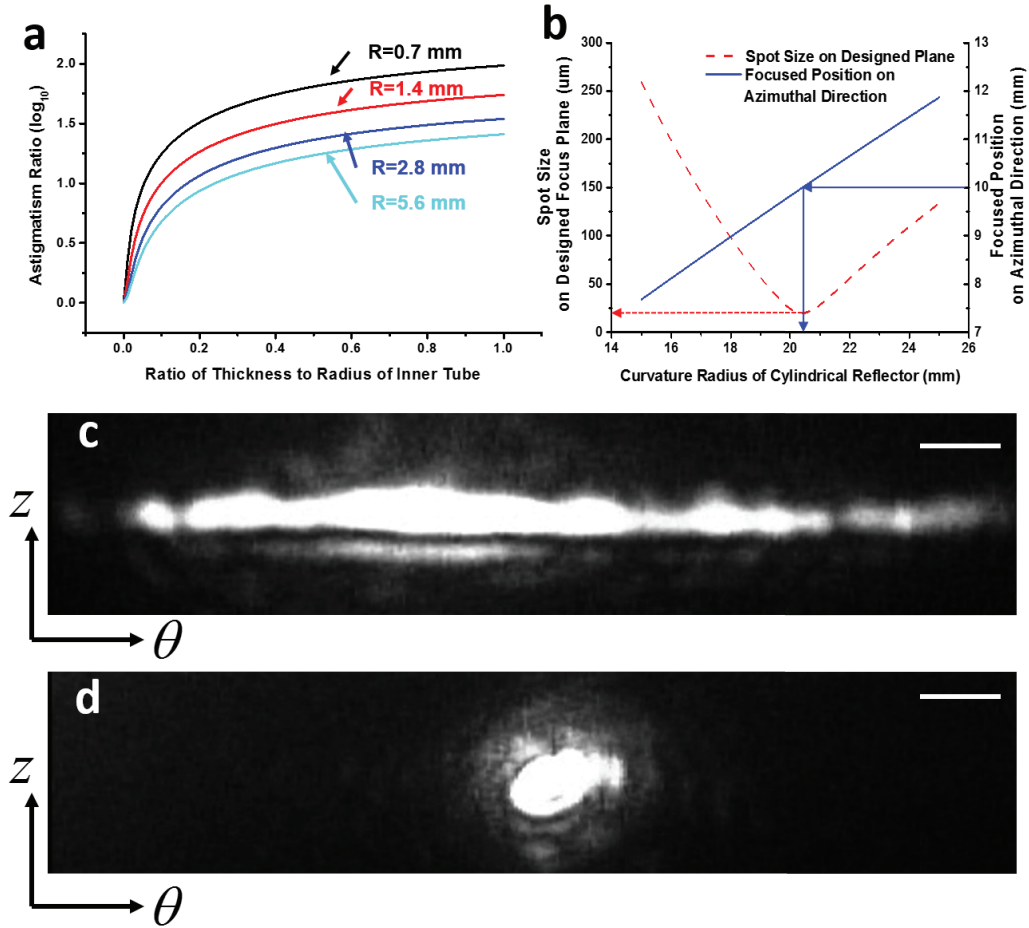 a
R=0.7 mm
R=1.4 mm
R=2.8 mm
R=5.6 mm
2.0
1.5
1.0
0.5
0.0
Astigmatism Ratio (log10)
0.0 0.2 0.4 0.6 0.8 1.0
Ratio of Thickness to Radius of Inner Tube
b
Spot Size on Designed Plane
Focused Position on
Azimuthal Direction
300
250
200
150
100
50
0
Spot Size
on Designed Focus Plane (um)
13
12
11
10
9
8
7
Focused Position
on Azimuthal Direction (mm)
14 16 18 20 22 24 26
Curvature Radius of Cylindrical Reflector (mm)
c
z
θ
d
z
θ